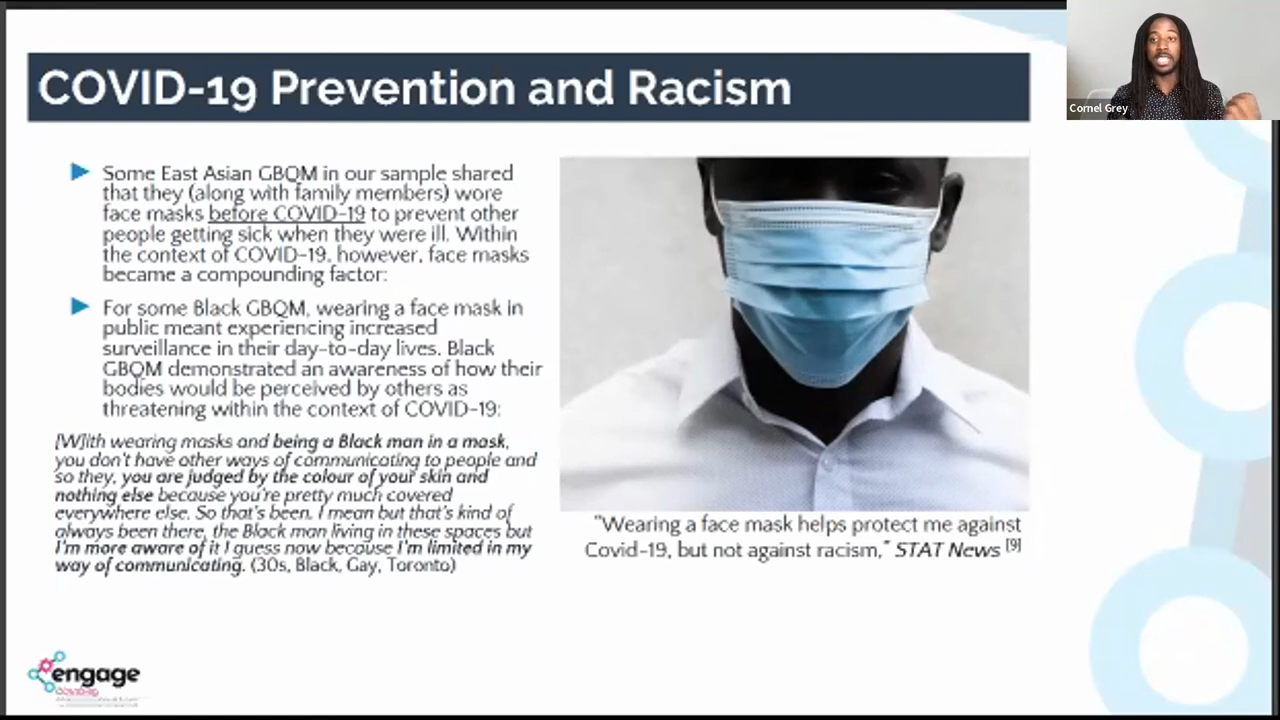 COVID-19 Prevention and Racism
Cornel Grey
Some East Asian GBQM in our sample shared
that they (along with family members) wore
face masks before COVID-19 to prevent other
people getting sick when they were ill. Within
the context of COVID-19, however, face masks
became a compounding factor:
For some Black GBQM, wearing a face mask in
public meant experiencing increased
surveillance in their day-to-day lives. Black
GBQM demonstrated an awareness of how their
bodies would be perceived by others as
threatening within the context of COVID-19:
[W]ith wearing masks and being a Black man in a mask,
you don't have other ways of communicating to people and
so they, you are judged by the colour of your skin and
nothing else because you're pretty much covered
everywhere else. So that's been, I mean but that's kind of
always been there, the Black man living in these spaces but
I'm more aware of it I guess now because I'm limited in my
way of communicating. (30s, Black, Gay, Toronto)
"Wearing a face mask helps protect me against
Covid-19, but not against racism," STAT News [9]
engage
COVID-19